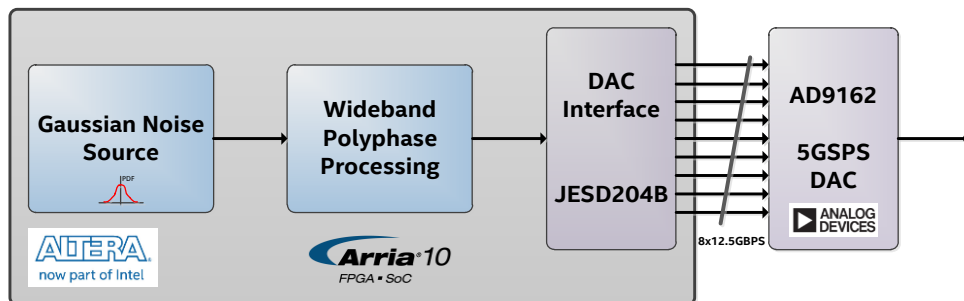 Gaussian Noise
Source
PDF
Wideband
Polyphase
Processing
DAC
Interface
JESD204B
8x12.5GBPS
AD9162
5GSPS
DAC
ANALOG
DEVICES
ALTERA.
now part of Intel
Arria® 10
FPGA ▪ SoC